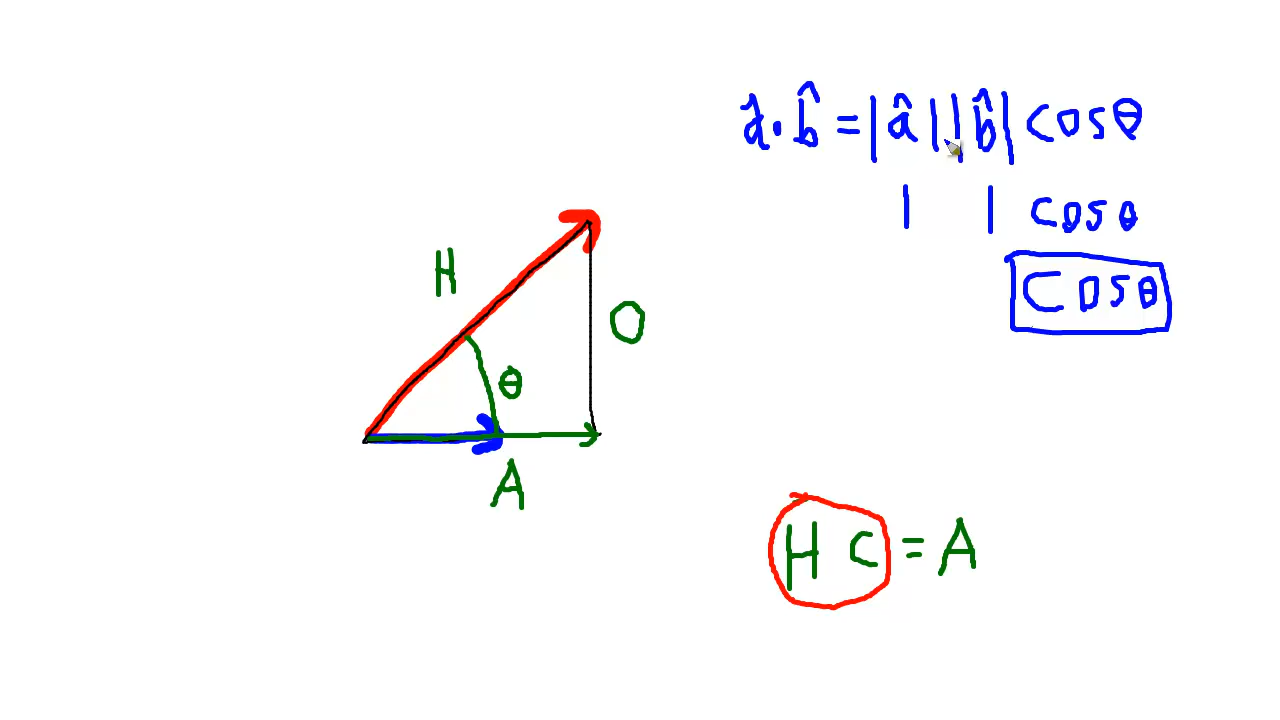 â · b̂ = |â| |b̂| cosθ
1 1 cosθ
cosθ
H
O
θ
A
H C = A